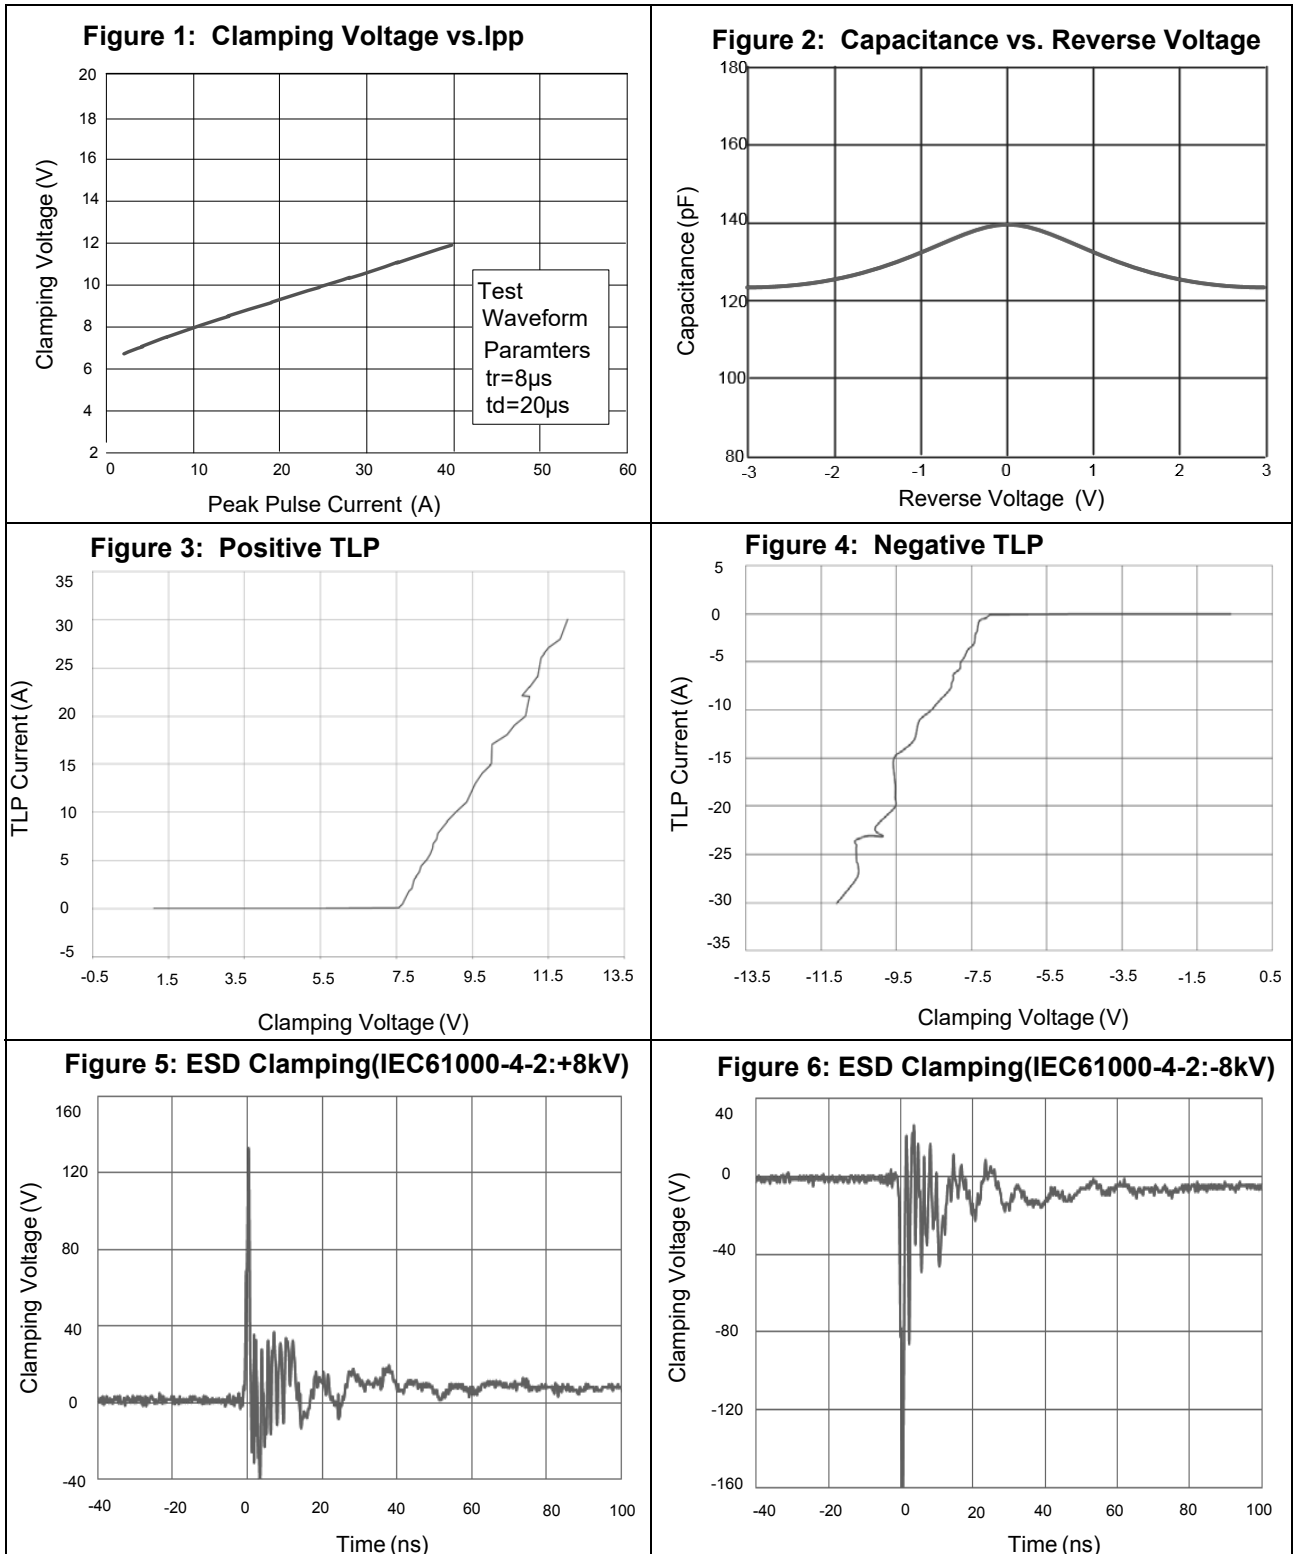 Figure 1: Clamping Voltage vs.Ipp
Clamping Voltage (V)
20
18
16
14
12
10
8
6
4
2
Test
Waveform
Paramters
tr=8µs
td=20µs
0 10 20 30 40 50 60
Peak Pulse Current (A)
Figure 2: Capacitance vs. Reverse Voltage
Capacitance (pF)
180
160
140
120
100
80
-3 -2 -1 0 1 2 3
Reverse Voltage (V)
Figure 3: Positive TLP
TLP Current (A)
35
30
25
20
15
10
5
0
-5
-0.5 1.5 3.5 5.5 7.5 9.5 11.5 13.5
Clamping Voltage (V)
Figure 4: Negative TLP
TLP Current (A)
5
0
-5
-10
-15
-20
-25
-30
-35
-13.5 -11.5 -9.5 -7.5 -5.5 -3.5 -1.5 0.5
Clamping Voltage (V)
Figure 5: ESD Clamping(IEC61000-4-2:+8kV)
Clamping Voltage (V)
160
120
80
40
0
-40
-40 -20 0 20 40 60 80 100
Time (ns)
Figure 6: ESD Clamping(IEC61000-4-2:-8kV)
Clamping Voltage (V)
40
0
-40
-80
-120
-160
-40 -20 0 20 40 60 80 100
Time (ns)